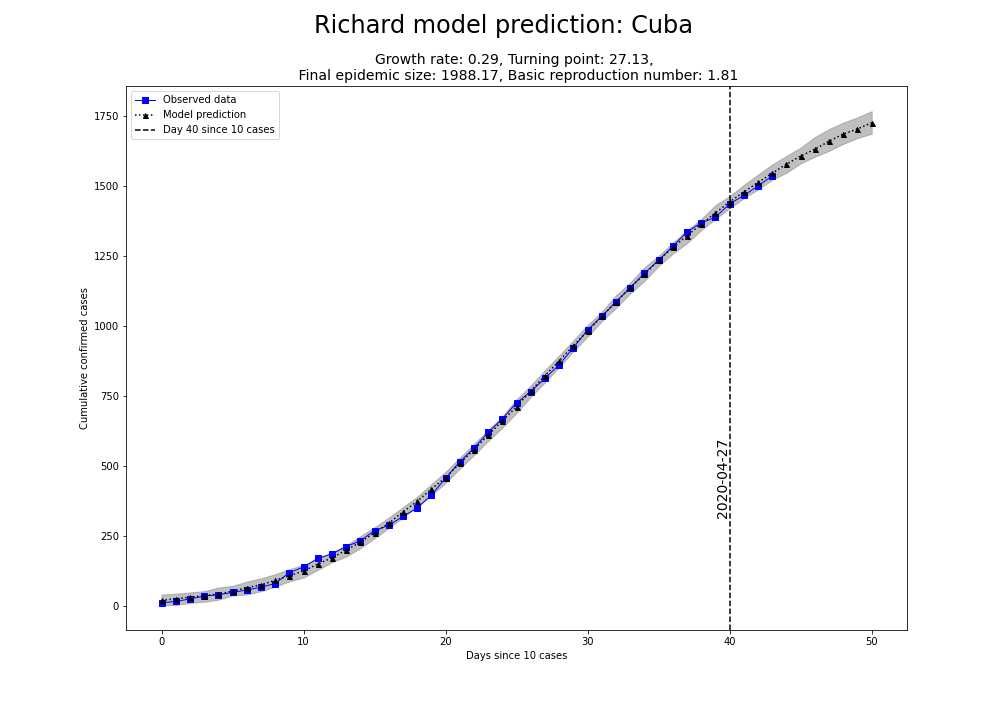 Richard model prediction: Cuba
Growth rate: 0.29, Turning point: 27.13,
Final epidemic size: 1988.17, Basic reproduction number: 1.81
Observed data
Model prediction
Day 40 since 10 cases
Cumulative confirmed cases
1750
1500
1250
1000
750
500
250
0
2020-04-27
0 10 20 30 40 50
Days since 10 cases